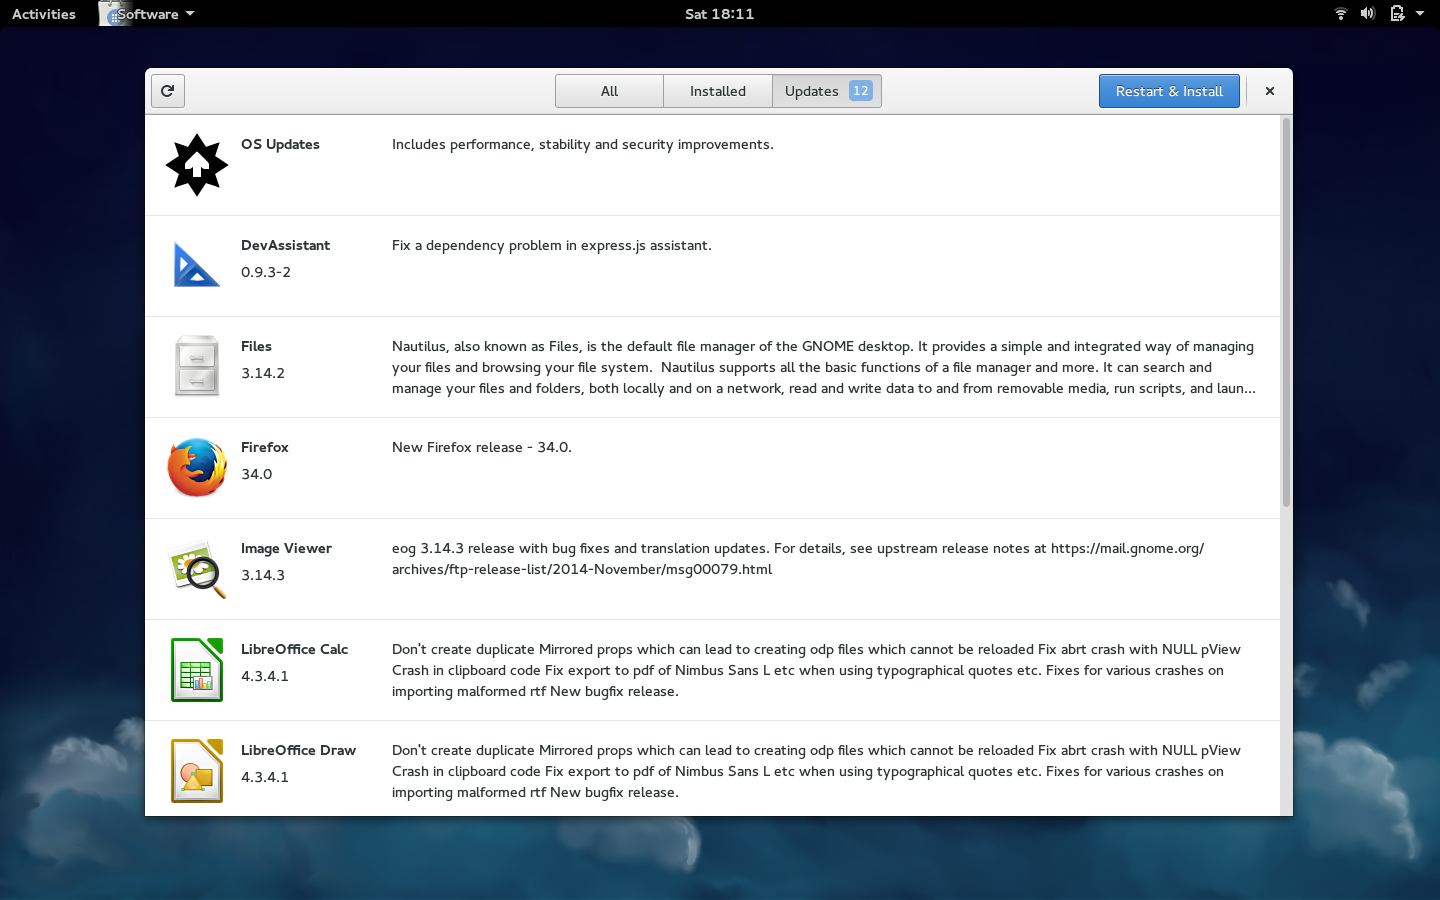 Activities Software Sat 18:11
All Installed Updates 12 Restart & Install
OS Updates Includes performance, stability and security improvements.
DevAssistant Fix a dependency problem in express.js assistant.
0.9.3-2
Files Nautilus, also known as Files, is the default file manager of the GNOME desktop. It provides a simple and integrated way of managing
3.14.2 your files and browsing your file system.  Nautilus supports all the basic functions of a file manager and more. It can search and
manage your files and folders, both locally and on a network, read and write data to and from removable media, run scripts, and laun...
Firefox New Firefox release - 34.0.
34.0
Image Viewer eog 3.14.3 release with bug fixes and translation updates. For details, see upstream release notes at https://mail.gnome.org/
3.14.3 archives/ftp-release-list/2014-November/msg00079.html
LibreOffice Calc Don't create duplicate Mirrored props which can lead to creating odp files which cannot be reloaded Fix abrt crash with NULL pView
4.3.4.1 Crash in clipboard code Fix export to pdf of Nimbus Sans L etc when using typographical quotes etc. Fixes for various crashes on
importing malformed rtf New bugfix release.
LibreOffice Draw Don't create duplicate Mirrored props which can lead to creating odp files which cannot be reloaded Fix abrt crash with NULL pView
4.3.4.1 Crash in clipboard code Fix export to pdf of Nimbus Sans L etc when using typographical quotes etc. Fixes for various crashes on
importing malformed rtf New bugfix release.